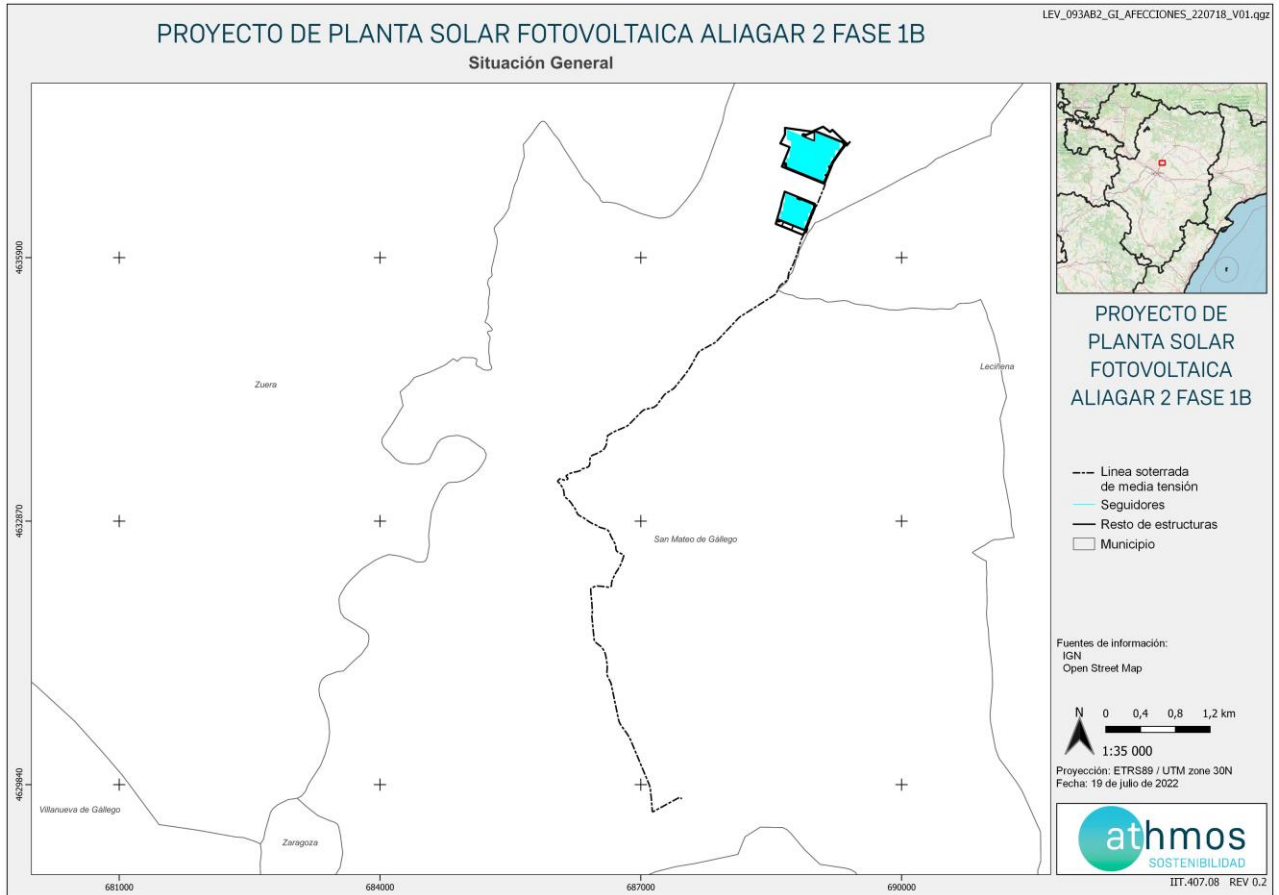 LEV_093AB2_GI_AFECCIONES_220718_V01.qgz
PROYECTO DE PLANTA SOLAR FOTOVOLTAICA ALIAGAR 2 FASE 1B
Situación General
4635900
4632870
4629840
Zuera
Leciñena
San Mateo de Gállego
Villanueva de Gállego
Zaragoza
681000
684000
687000
690000
PROYECTO DE
PLANTA SOLAR
FOTOVOLTAICA
ALIAGAR 2 FASE 1B
Linea soterrada
de media tensión
Seguidores
Resto de estructuras
Municipio
Fuentes de información:
IGN
Open Street Map
N
0 0,4 0,8 1,2 km
1:35 000
Proyección: ETRS89 / UTM zone 30N
Fecha: 19 de julio de 2022
athmos
SOSTENIBILIDAD
IIT.407.08 REV 0.2